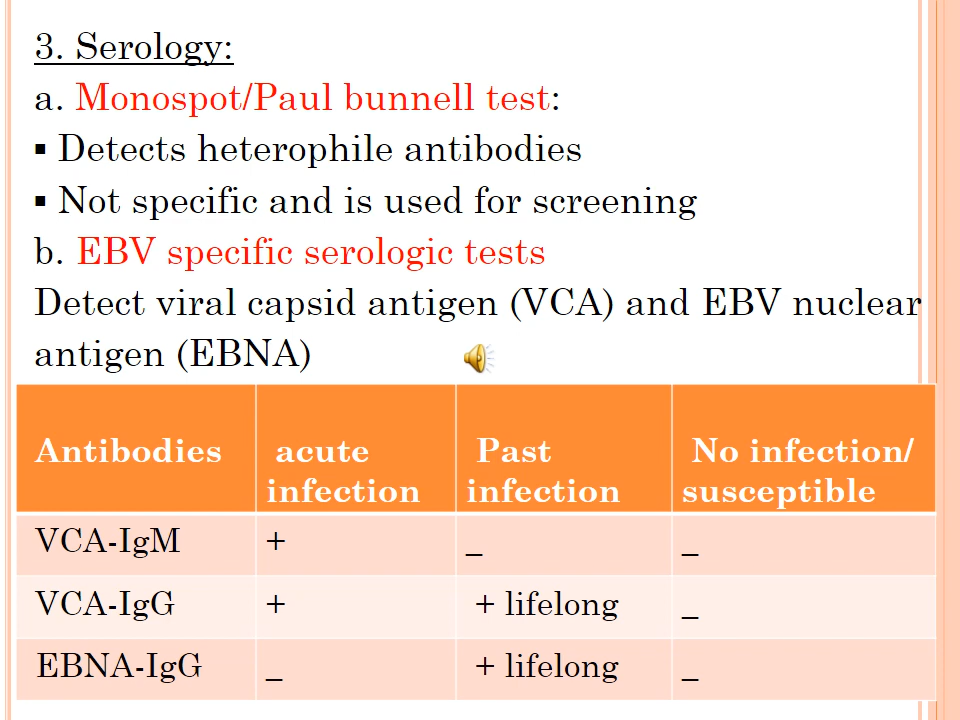 3. Serology:
a. Monospot/Paul bunnell test:
▪ Detects heterophile antibodies
▪ Not specific and is used for screening
b. EBV specific serologic tests
Detect viral capsid antigen (VCA) and EBV nuclear
antigen (EBNA)
Antibodies acute infection Past infection No infection/ susceptible
VCA-IgM + _ _
VCA-IgG + + lifelong _
EBNA-IgG _ + lifelong _